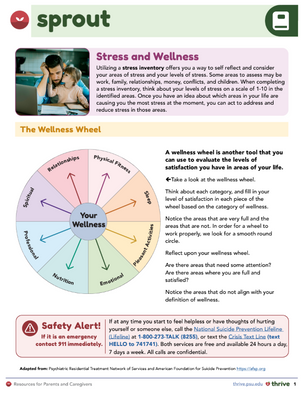 sprout
Stress and Wellness
Utilizing a stress inventory offers you a way to self reflect and consider
your areas of stress and your levels of stress. Some areas to assess may be
work, family, relationships, money, conflicts, and children. When completing
a stress inventory, think about your levels of stress on a scale of 1-10 in the
identified areas. Once you have an idea about which areas in your life are
causing you the most stress at the moment, you can act to address and
reduce stress in those areas.
The Wellness Wheel
A wellness wheel is another tool that you
can use to evaluate the levels of
satisfaction you have in areas of your life.
←Take a look at the wellness wheel.
Think about each category, and fill in your
level of satisfaction in each piece of the
wheel based on the category of wellness.
Notice the areas that are very full and the
areas that are not. In order for a wheel to
work properly, we look for a smooth round
circle.
Reflect upon your wellness wheel.
Are there areas that need some attention?
Are there areas where you are full and
satisfied?
Notice the areas that do not align with your
definition of wellness.
Your
Wellness
Relationships
Physical Fitness
Sleep
Pleasant Activities
Emotional
Nutrition
Professional
Spiritual
Safety Alert!
If it is an emergency
contact 911 immediately.
If at any time you start to feel helpless or have thoughts of hurting
yourself or someone else, call the National Suicide Prevention Lifeline
(Lifeline) at 1-800-273-TALK (8255), or text the Crisis Text Line (text
HELLO to 741741). Both services are free and available 24 hours a day,
7 days a week. All calls are confidential.
Adapted from: Psychiatric Residential Treatment Network of Services and American Foundation for Suicide Prevention https://afsp.org
Resources for Parents and Caregivers
thrive.psu.edu
thrive
1